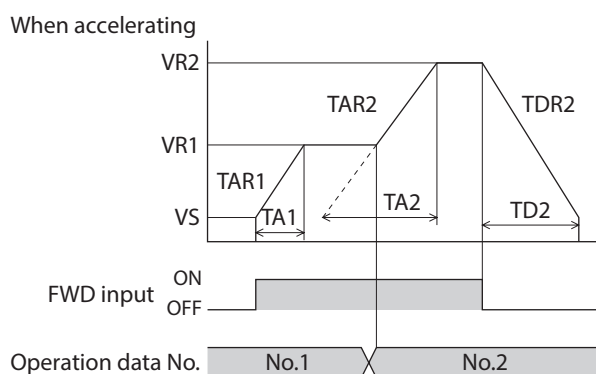 When accelerating
VR2
TAR2
TDR2
VR1
TAR1
VS
TA1
TA2
TD2
FWD input
ON
OFF
Operation data No.
No.1
No.2